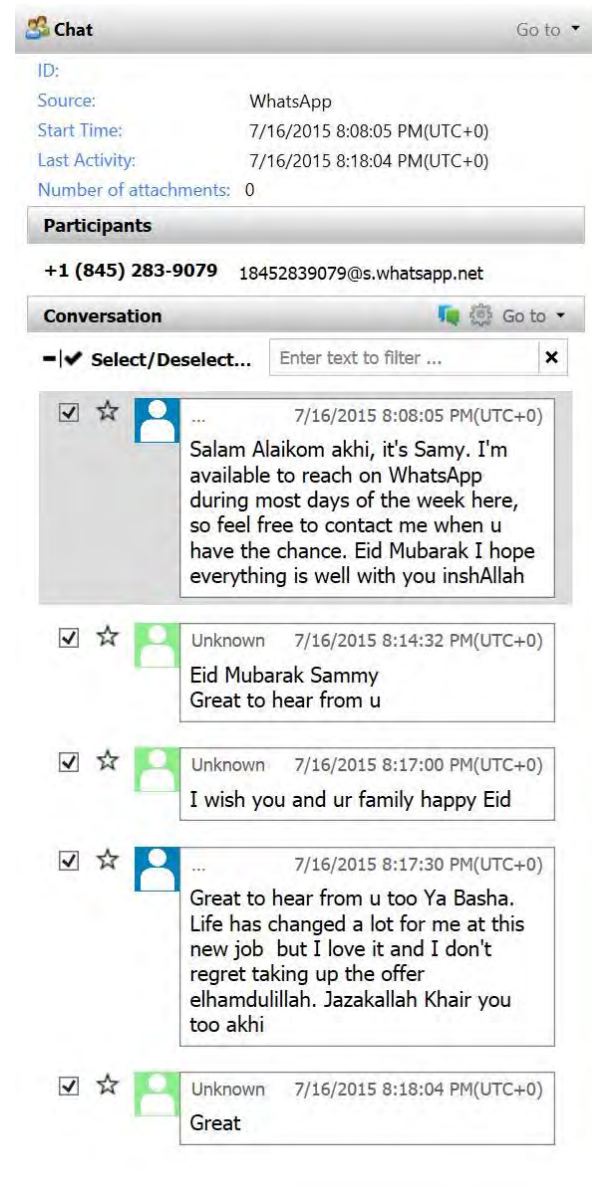 Chat Go to
ID:
Source: WhatsApp
Start Time: 7/16/2015 8:08:05 PM(UTC+0)
Last Activity: 7/16/2015 8:18:04 PM(UTC+0)
Number of attachments: 0
Participants
+1 (845) 283-9079 18452839079@s.whatsapp.net
Conversation Go to
Select/Deselect... Enter text to filter ...
... 7/16/2015 8:08:05 PM(UTC+0)
Salam Alaikom akhi, it's Samy. I'm
available to reach on WhatsApp
during most days of the week here,
so feel free to contact me when u
have the chance. Eid Mubarak I hope
everything is well with you inshAllah
Unknown 7/16/2015 8:14:32 PM(UTC+0)
Eid Mubarak Sammy
Great to hear from u
Unknown 7/16/2015 8:17:00 PM(UTC+0)
I wish you and ur family happy Eid
... 7/16/2015 8:17:30 PM(UTC+0)
Great to hear from u too Ya Basha.
Life has changed a lot for me at this
new job but I love it and I don't
regret taking up the offer
elhamdulillah. Jazakallah Khair you
too akhi
Unknown 7/16/2015 8:18:04 PM(UTC+0)
Great